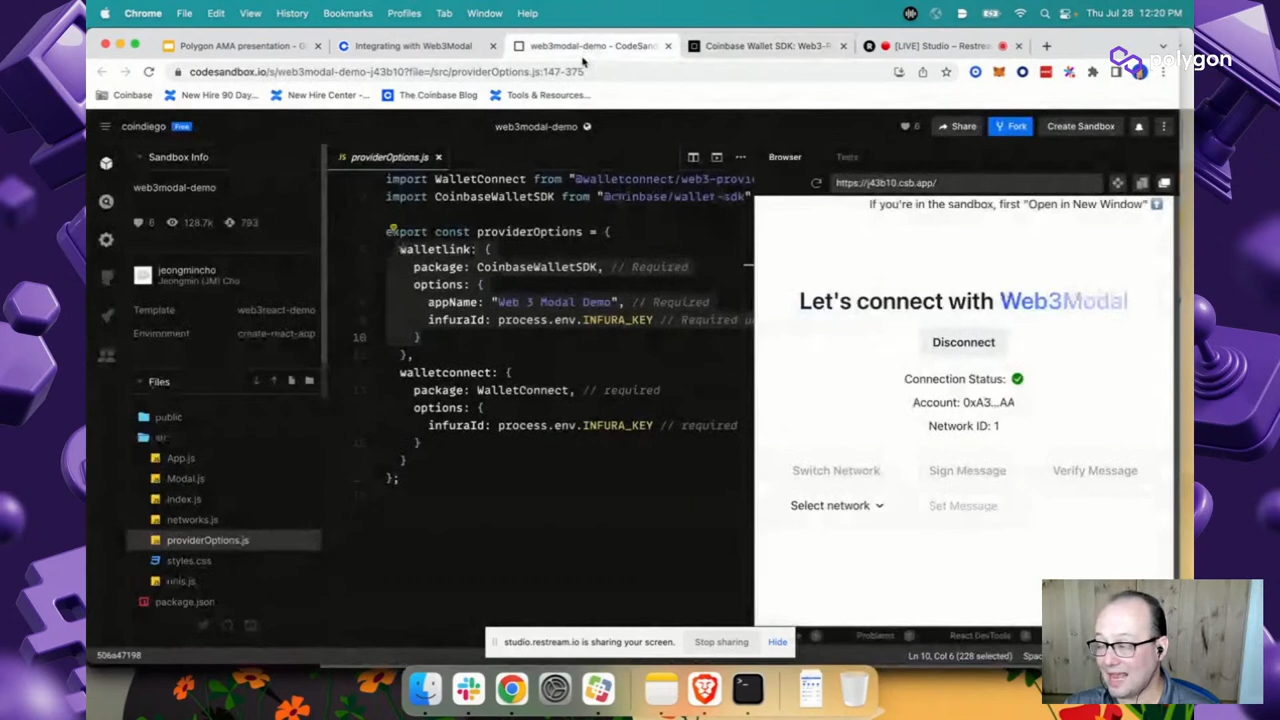 Chrome File Edit View History Bookmarks Profiles Tab Window Help Thu Jul 28 12:20 PM
Polygon AMA presentation - G Integrating with Web3Modal web3modal-demo - CodeSan Coinbase Wallet SDK: Web3-R [LIVE] Studio – Restrea
codesandbox.io/s/web3modal-demo-j43b10?file=/src/providerOptions.js:147-375
polygon
Coinbase New Hire 90 Day... New Hire Center -... The Coinbase Blog Tools & Resources...
coindiego Free web3modal-demo 6 Share Fork Create Sandbox
Sandbox Info
web3modal-demo
6 128.7k 793
jeongmincho
Jeongmin (JM) Cho
Template web3react-demo
Environment create-react-app
Files
public
src
App.js
Modal.js
index.js
networks.js
providerOptions.js
styles.css
package.json
506a47198
JS providerOptions.js
import WalletConnect from "@walletconnect/web3-provi
import CoinbaseWalletSDK from "@coinbase/wallet-sdk"
export const providerOptions = {
walletlink: {
package: CoinbaseWalletSDK, // Required
options: {
appName: "Web 3 Modal Demo", // Required
infuraId: process.env.INFURA_KEY // Required u
10 }
},
walletconnect: {
package: WalletConnect, // required
options: {
infuraId: process.env.INFURA_KEY // required
}
}
};
Browser Tests
https://j43b10.csb.app/
If you're in the sandbox, first "Open in New Window"
Let's connect with Web3Modal
Disconnect
Connection Status:
Account: 0xA3...AA
Network ID: 1
Switch Network Sign Message Verify Message
Select network Set Message
studio.restream.io is sharing your screen. Stop sharing Hide
Problems React DevTools
Ln 10, Col 6 (228 selected) Spac